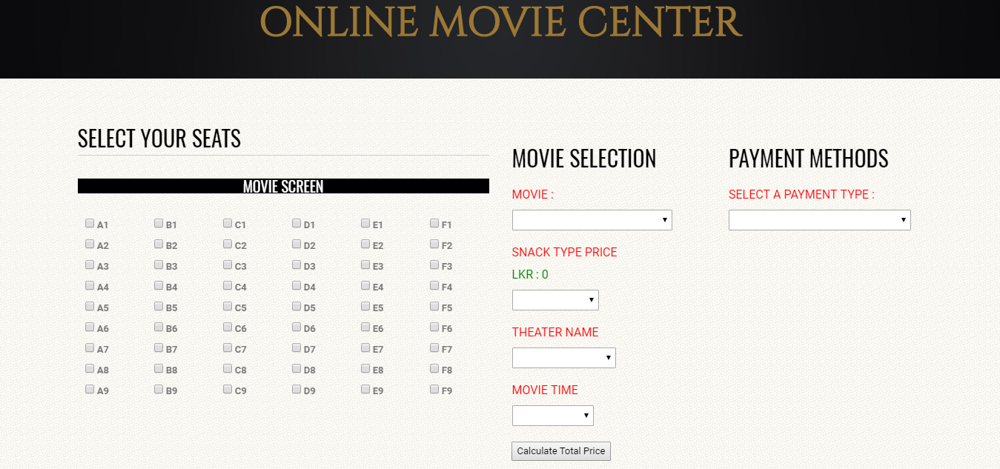 ONLINE MOVIE CENTER
SELECT YOUR SEATS
MOVIE SCREEN
A1 B1 C1 D1 E1 F1
A2 B2 C2 D2 E2 F2
A3 B3 C3 D3 E3 F3
A4 B4 C4 D4 E4 F4
A5 B5 C5 D5 E5 F5
A6 B6 C6 D6 E6 F6
A7 B7 C7 D7 E7 F7
A8 B8 C8 D8 E8 F8
A9 B9 C9 D9 E9 F9
MOVIE SELECTION
MOVIE :
SNACK TYPE PRICE
LKR : 0
THEATER NAME
MOVIE TIME
Calculate Total Price
PAYMENT METHODS
SELECT A PAYMENT TYPE :